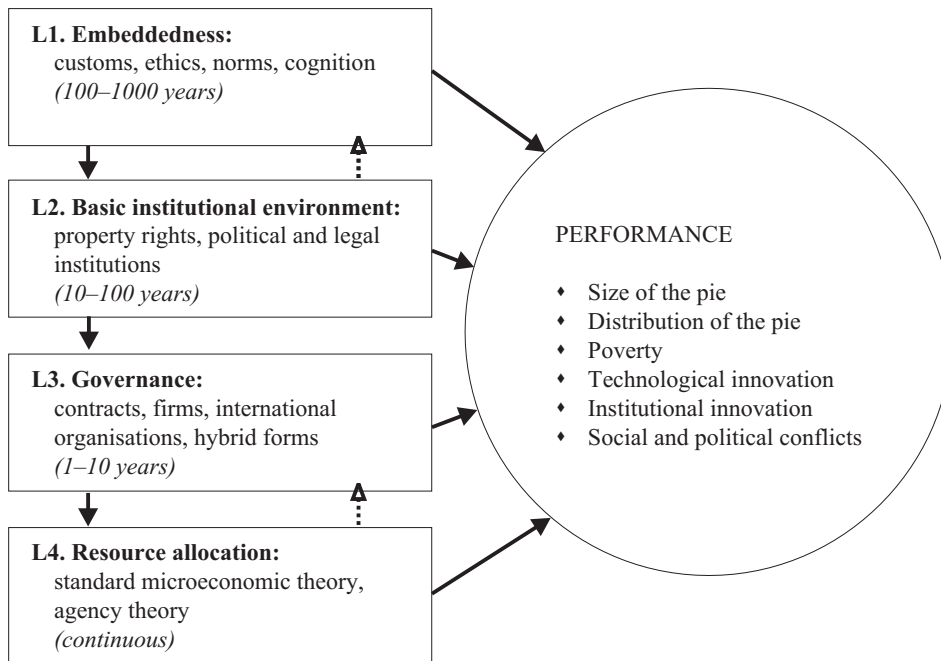 L1. Embeddedness:
customs, ethics, norms, cognition
(100–1000 years)
L2. Basic institutional environment:
property rights, political and legal
institutions
(10–100 years)
L3. Governance:
contracts, firms, international
organisations, hybrid forms
(1–10 years)
L4. Resource allocation:
standard microeconomic theory,
agency theory
(continuous)
PERFORMANCE
♦ Size of the pie
♦ Distribution of the pie
♦ Poverty
♦ Technological innovation
♦ Institutional innovation
♦ Social and political conflicts